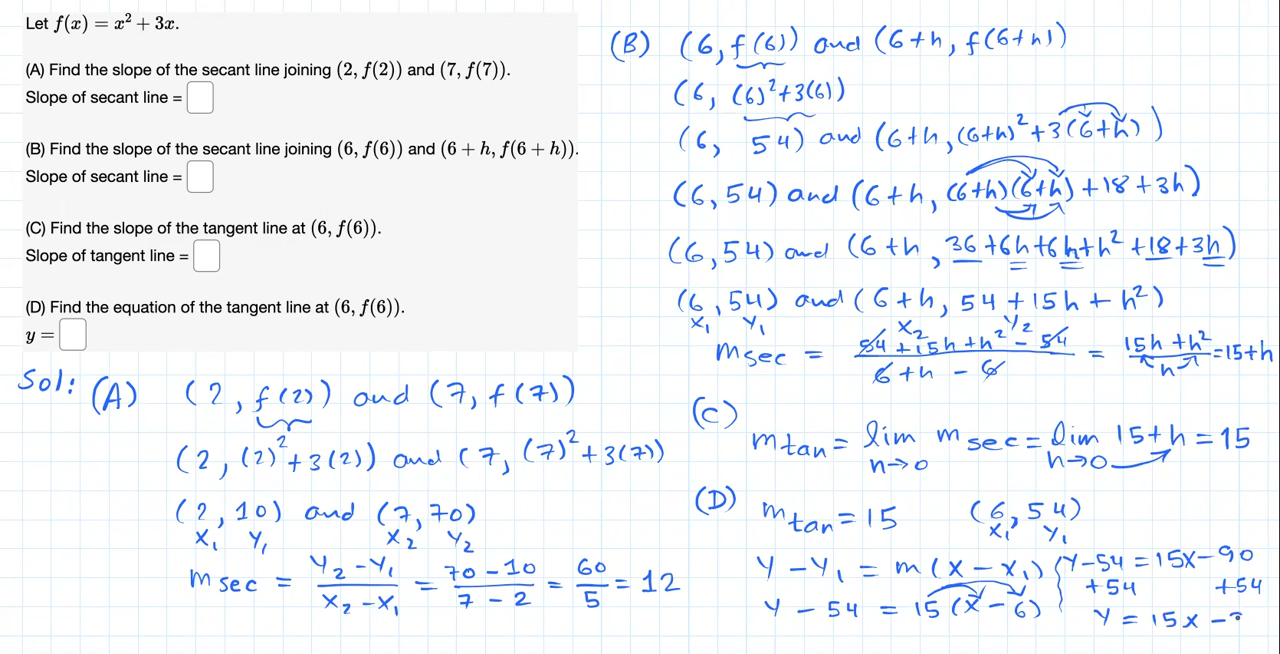 Let f(x) = x² + 3x.
(A) Find the slope of the secant line joining (2, f(2)) and (7, f(7)).
Slope of secant line =
(B) Find the slope of the secant line joining (6, f(6)) and (6 + h, f(6 + h)).
Slope of secant line =
(C) Find the slope of the tangent line at (6, f(6)).
Slope of tangent line =
(D) Find the equation of the tangent line at (6, f(6)).
y =
Sol: (A) (2, f(2)) and (7, f(7))
(2, (2)²+3(2)) and (7, (7)²+3(7))
(2, 10) and (7, 70)
x₁ y₁ x₂ y₂
m sec = (y₂ - y₁)/(x₂ - x₁) = (70 - 10)/(7 - 2) = 60/5 = 12
(B) (6, f(6)) and (6+h, f(6+h))
(6, (6)²+3(6))
(6, 54) and (6+h, (6+h)²+3(6+h))
(6, 54) and (6+h, (6+h)(6+h)+18+3h)
(6, 54) and (6+h, 36+6h+6h+h²+18+3h)
(6, 54) and (6+h, 54+15h+h²)
x₁ y₁ x₂ y₂
m sec = (54+15h+h²-54)/(6+h-6) = (15h+h²)/h = 15+h
(C)
m tan = lim h→0 m sec = lim h→0 15+h = 15
(D) m tan = 15 (6, 54)
x₁ y₁
y - y₁ = m(x - x₁)
y - 54 = 15(x - 6)
y-54 = 15x-90
+54 +54
y = 15x -